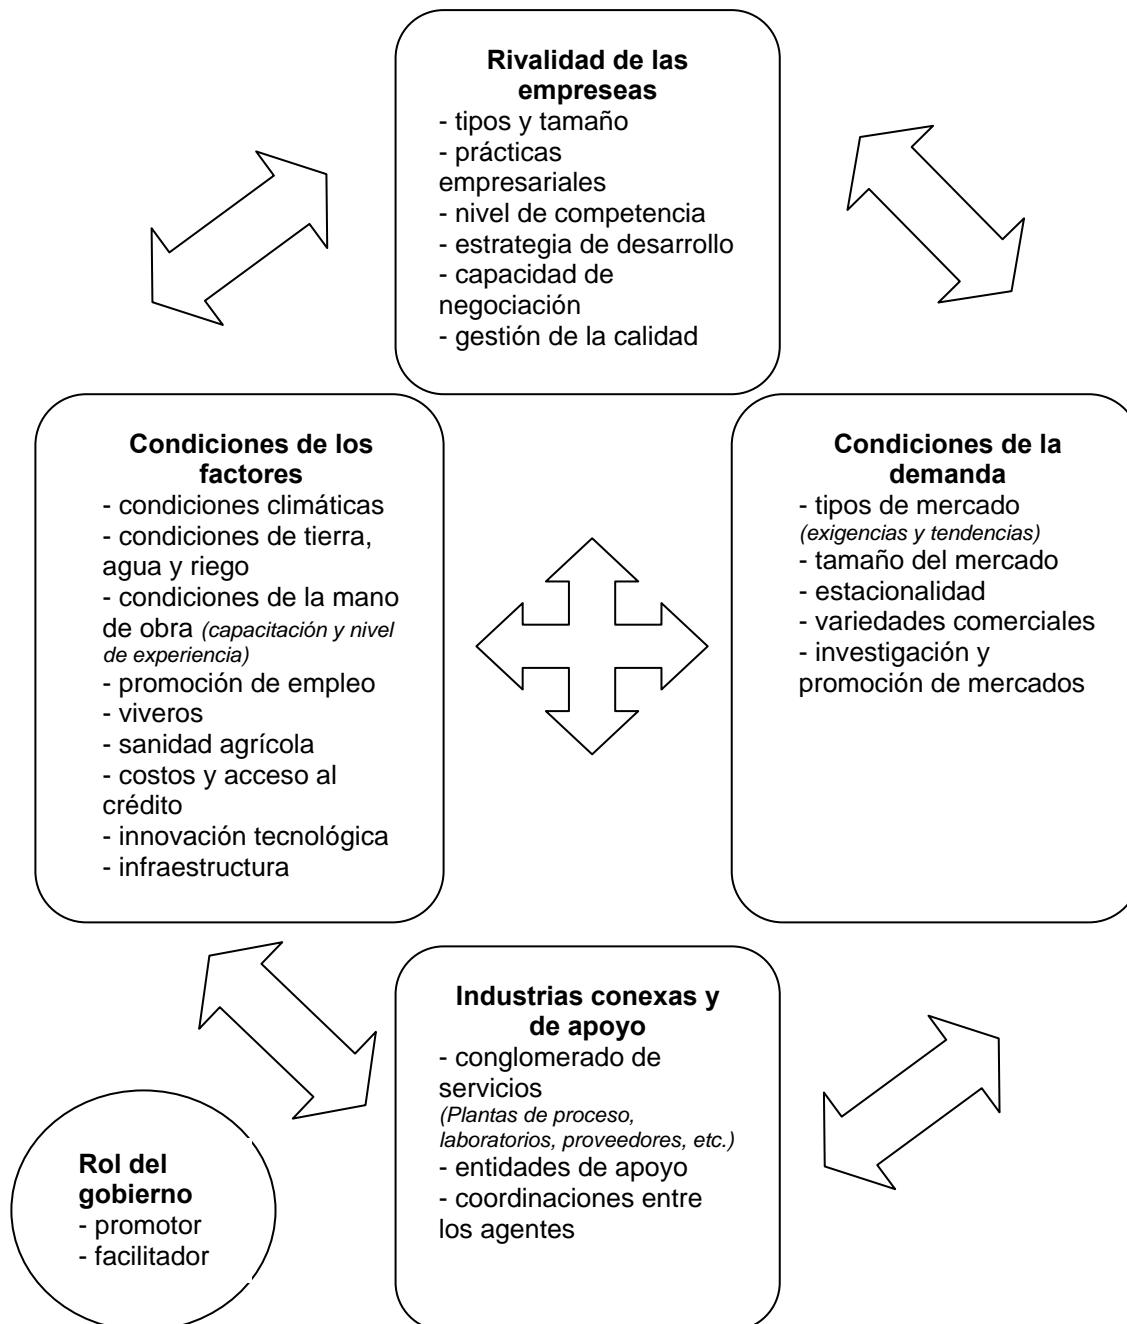 Rivalidad de las
empreseas
- tipos y tamaño
- prácticas
empresariales
- nivel de competencia
- estrategia de desarrollo
- capacidad de
negociación
- gestión de la calidad
Condiciones de los
factores
- condiciones climáticas
- condiciones de tierra,
agua y riego
- condiciones de la mano
de obra (capacitación y nivel
de experiencia)
- promoción de empleo
- viveros
- sanidad agrícola
- costos y acceso al
crédito
- innovación tecnológica
- infraestructura
Condiciones de la
demanda
- tipos de mercado
(exigencias y tendencias)
- tamaño del mercado
- estacionalidad
- variedades comerciales
- investigación y
promoción de mercados
Industrias conexas y
de apoyo
- conglomerado de
servicios
(Plantas de proceso,
laboratorios, proveedores, etc.)
- entidades de apoyo
- coordinaciones entre
los agentes
Rol del
gobierno
- promotor
- facilitador